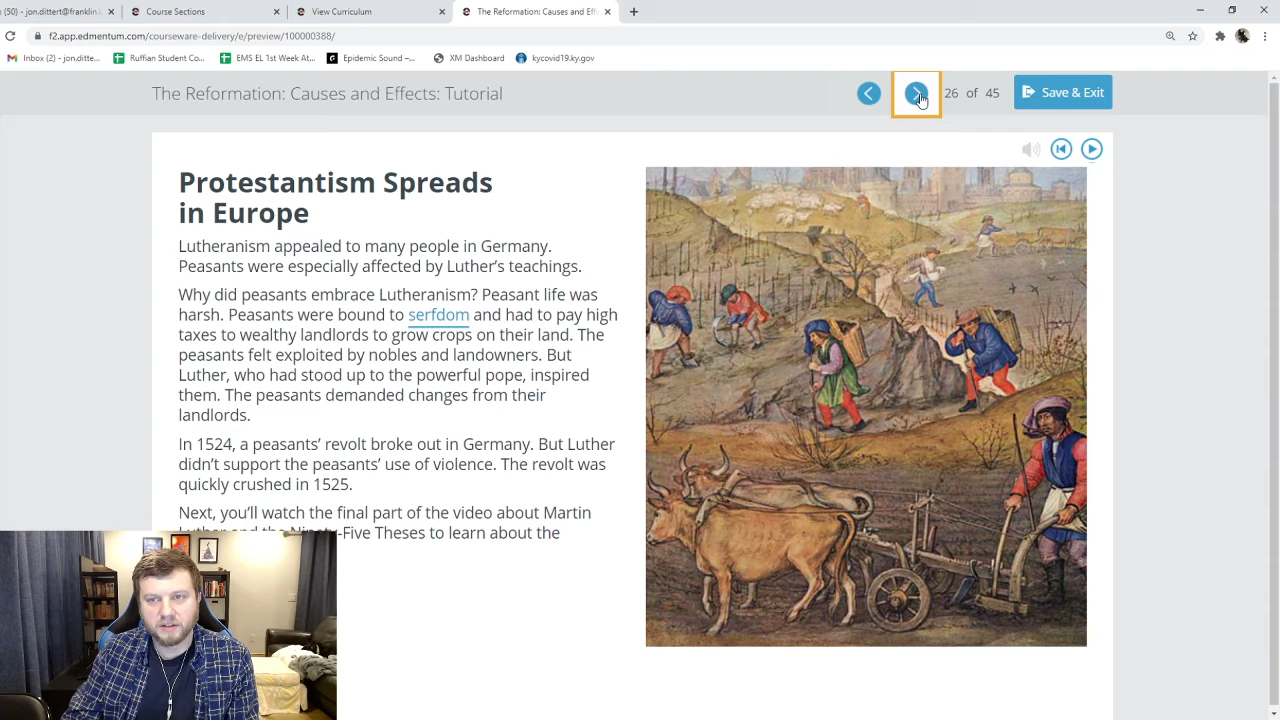 (50) - jon.dittert@franklin.k
Course Sections
View Curriculum
The Reformation: Causes and Eff
f2.app.edmentum.com/courseware-delivery/e/preview/100000388/
Inbox (2) - jon.ditte...
Ruffian Student Co...
EMS EL 1st Week At...
Epidemic Sound –...
XM Dashboard
kycovid19.ky.gov
The Reformation: Causes and Effects: Tutorial
26 of 45
Save & Exit
Protestantism Spreads
in Europe
Lutheranism appealed to many people in Germany.
Peasants were especially affected by Luther’s teachings.
Why did peasants embrace Lutheranism? Peasant life was
harsh. Peasants were bound to serfdom and had to pay high
taxes to wealthy landlords to grow crops on their land. The
peasants felt exploited by nobles and landowners. But
Luther, who had stood up to the powerful pope, inspired
them. The peasants demanded changes from their
landlords.
In 1524, a peasants’ revolt broke out in Germany. But Luther
didn’t support the peasants’ use of violence. The revolt was
quickly crushed in 1525.
Next, you’ll watch the final part of the video about Martin
Luther and the Ninety-Five Theses to learn about the